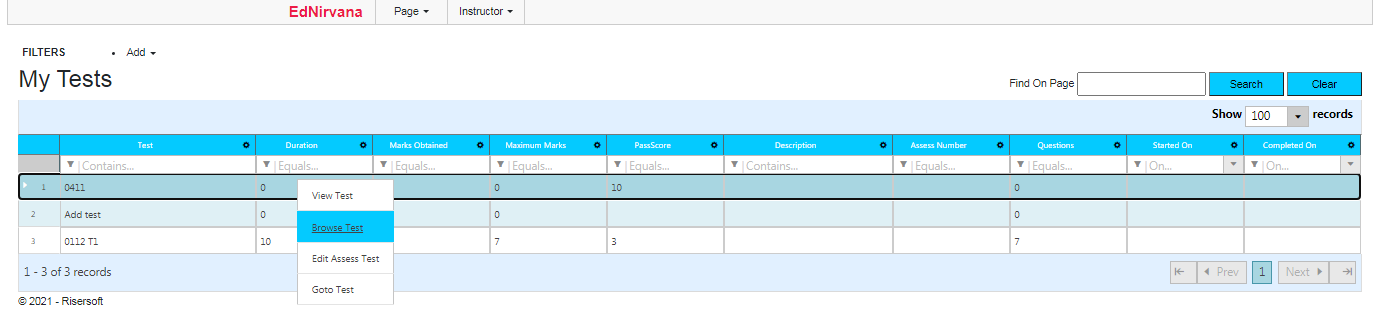 EdNirvana Page Instructor
FILTERS • Add
My Tests
Find On Page Search Clear
Show 100 records
Test Duration Marks Obtained Maximum Marks PassScore Description Assess Number Questions Started On Completed On
Contains... Equals... Equals... Equals... Equals... Contains... Equals... Equals... On... On...
1 0411 0 0 10 0
View Test
2 Add test 0 0 0
Browse Test
3 0112 T1 10 7 3 7
Edit Assess Test
1 - 3 of 3 records Prev 1 Next
Goto Test
© 2021 - Risersoft